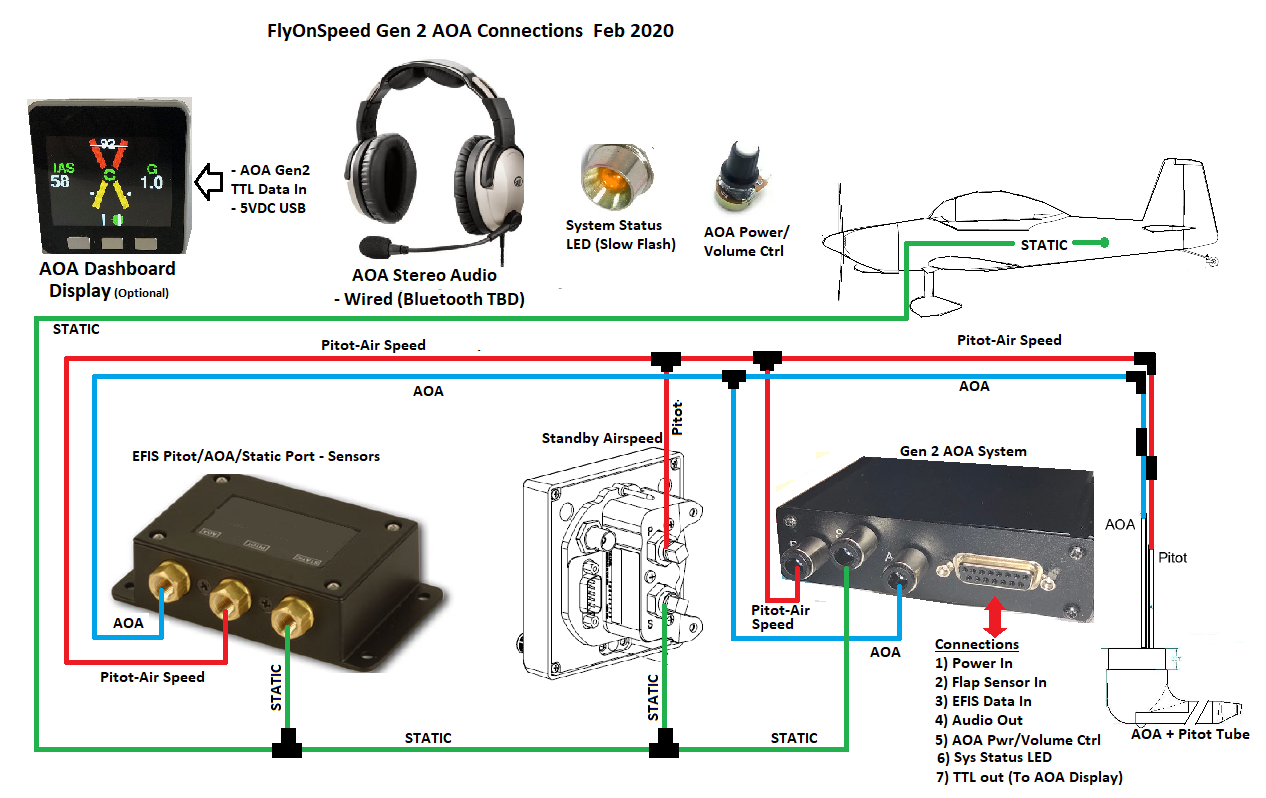 FlyOnSpeed Gen 2 AOA Connections  Feb 2020
92
IAS
G
58
1.0
- AOA Gen2
TTL Data In
- 5VDC USB
AOA Dashboard
Display (Optional)
AOA Stereo Audio
- Wired (Bluetooth TBD)
System Status
LED (Slow Flash)
AOA Power/
Volume Ctrl
STATIC
STATIC
Pitot-Air Speed
Pitot-Air Speed
AOA
AOA
Pitot
Standby Airspeed
EFIS Pitot/AOA/Static Port - Sensors
Gen 2 AOA System
AOA
PITOT
STATIC
P
S
P
S
A
AOA
Pitot
AOA
Pitot-Air Speed
STATIC
STATIC
Pitot-Air
Speed
AOA
STATIC
STATIC
Connections
1) Power In
2) Flap Sensor In
3) EFIS Data In
4) Audio Out
5) AOA Pwr/Volume Ctrl
6) Sys Status LED
7) TTL out (To AOA Display)
AOA + Pitot Tube